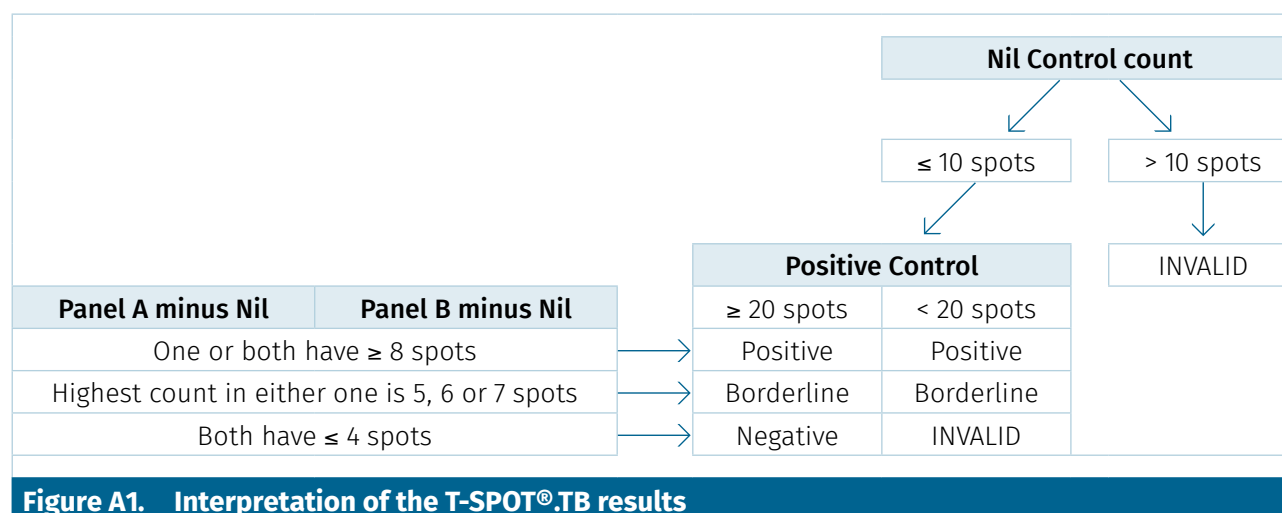 Nil Control count
≤ 10 spots > 10 spots
Positive Control INVALID
Panel A minus Nil Panel B minus Nil ≥ 20 spots < 20 spots
One or both have ≥ 8 spots Positive Positive
Highest count in either one is 5, 6 or 7 spots Borderline Borderline
Both have ≤ 4 spots Negative INVALID
Figure A1. Interpretation of the T-SPOT®.TB results